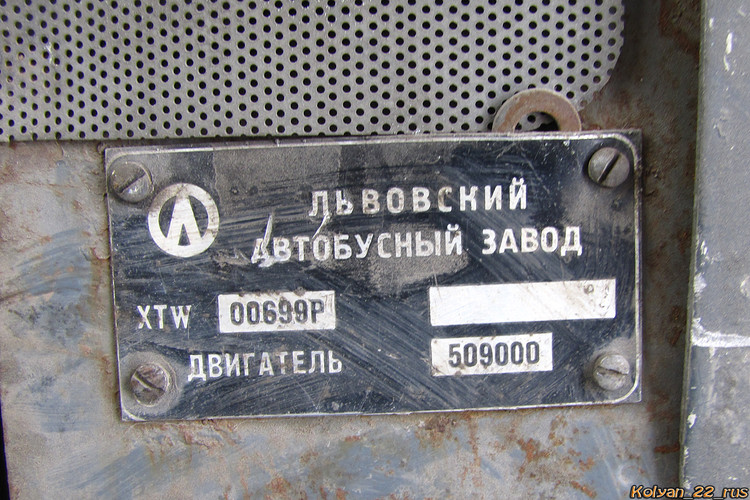 ЛЬВОВСКИЙ
АВТОБУСНЫЙ ЗАВОД
XTW 00699P
ДВИГАТЕЛЬ 509000
Kolyan_22_rus